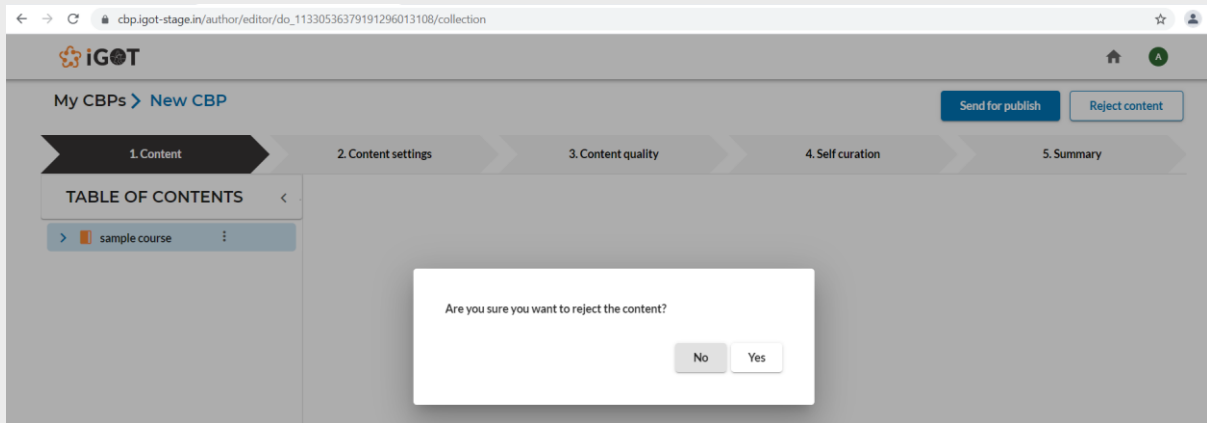 cbp.igot-stage.in/author/editor/do_11330536379191296013108/collection
iGOT
A
My CBPs > New CBP
Send for publish
Reject content
1. Content
2. Content settings
3. Content quality
4. Self curation
5. Summary
TABLE OF CONTENTS
sample course
Are you sure you want to reject the content?
No
Yes